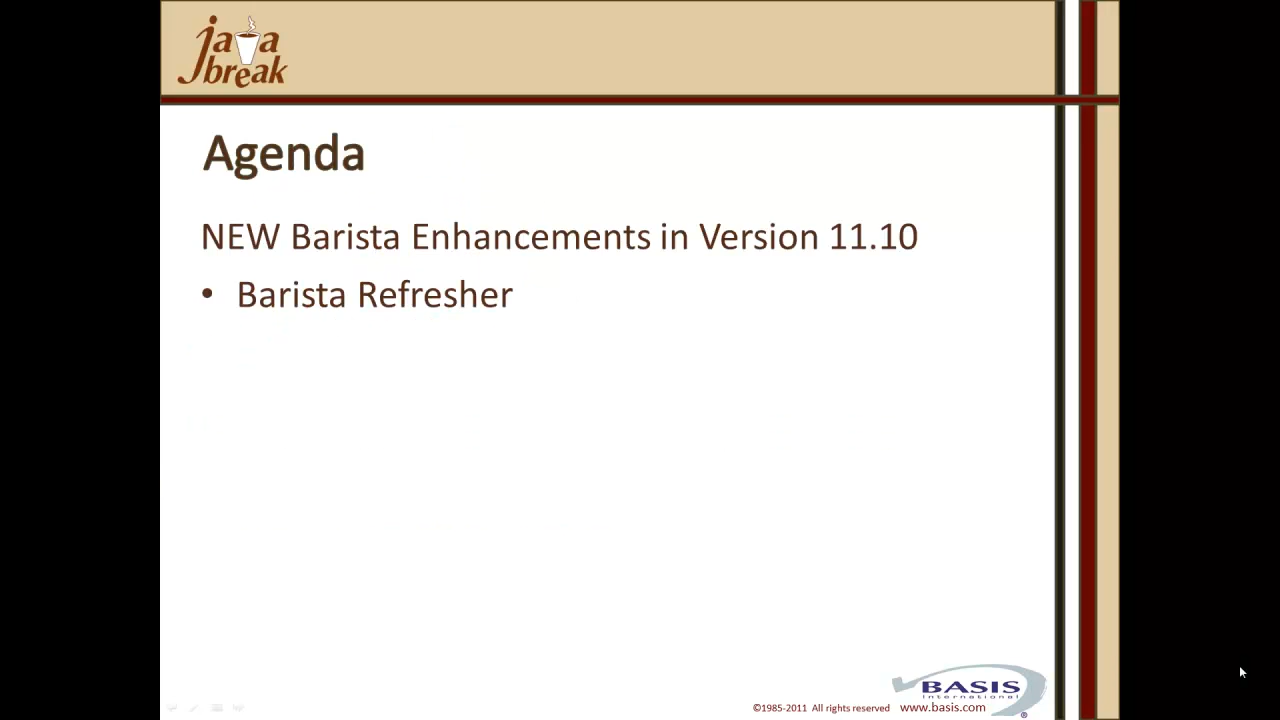 java
break
Agenda
NEW Barista Enhancements in Version 11.10
• Barista Refresher
BASIS
International
®
©1985-2011 All rights reserved www.basis.com